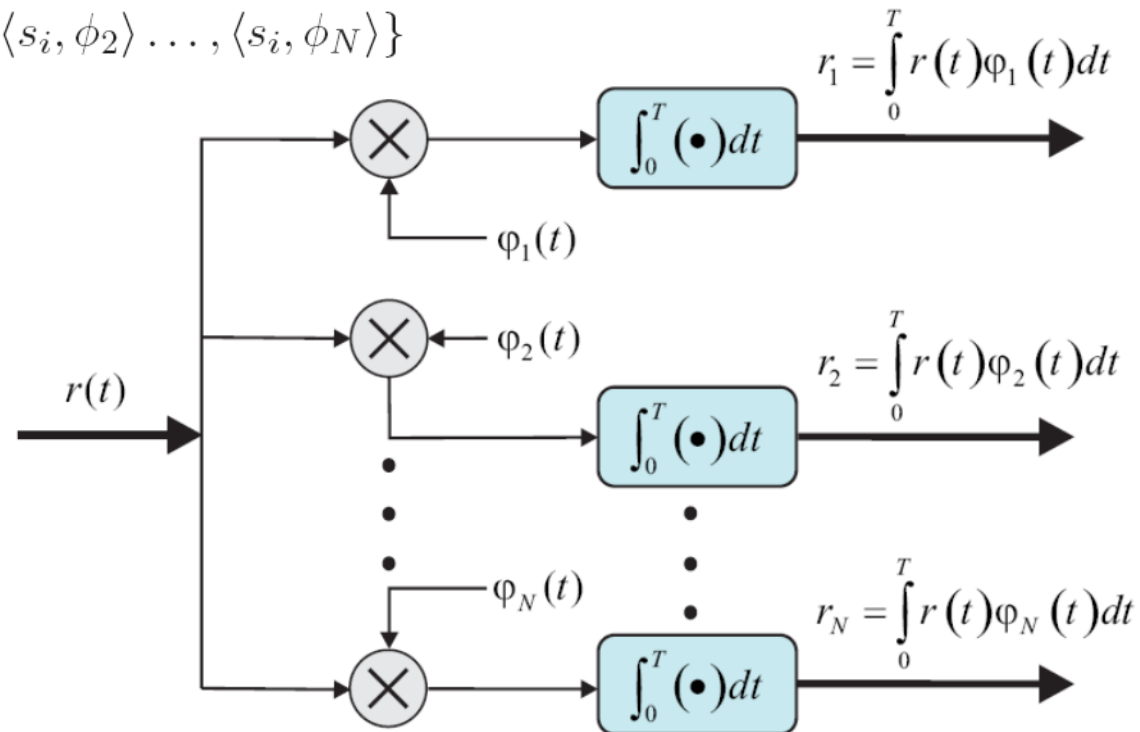 ⟨s_i, ϕ_2⟩ … , ⟨s_i, ϕ_N⟩}
r_1 = ∫_0^T r(t)φ_1(t)dt
∫_0^T (•)dt
φ_1(t)
φ_2(t)
r_2 = ∫_0^T r(t)φ_2(t)dt
r(t)
∫_0^T (•)dt
φ_N(t)
r_N = ∫_0^T r(t)φ_N(t)dt
∫_0^T (•)dt